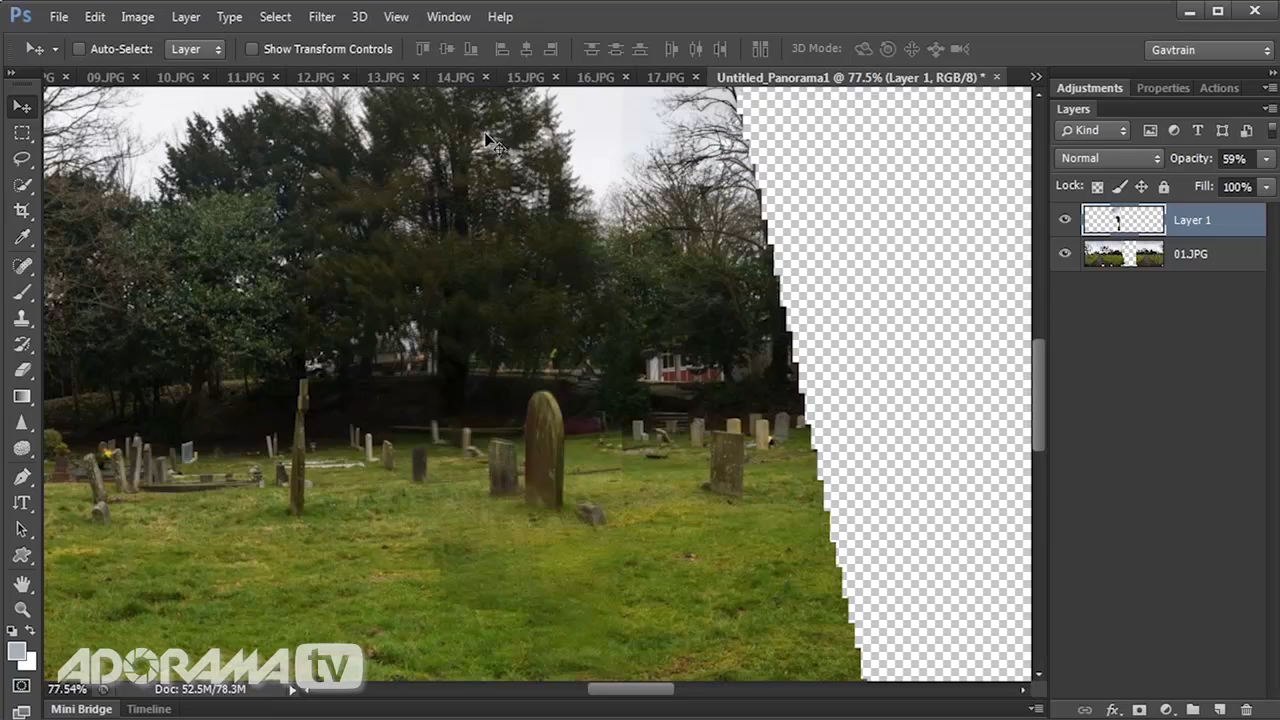 Ps File Edit Image Layer Type Select Filter 3D View Window Help
Auto-Select: Layer Show Transform Controls 3D Mode: Gavtrain
09.JPG 10.JPG 11.JPG 12.JPG 13.JPG 14.JPG 15.JPG 16.JPG 17.JPG Untitled_Panorama1 @ 77.5% (Layer 1, RGB/8) *
Adjustments Properties Actions
Layers
Kind
Normal Opacity: 59%
Lock: Fill: 100%
Layer 1
01.JPG
ADORAMA tv
77.54% Doc: 52.5M/78.3M
Mini Bridge Timeline